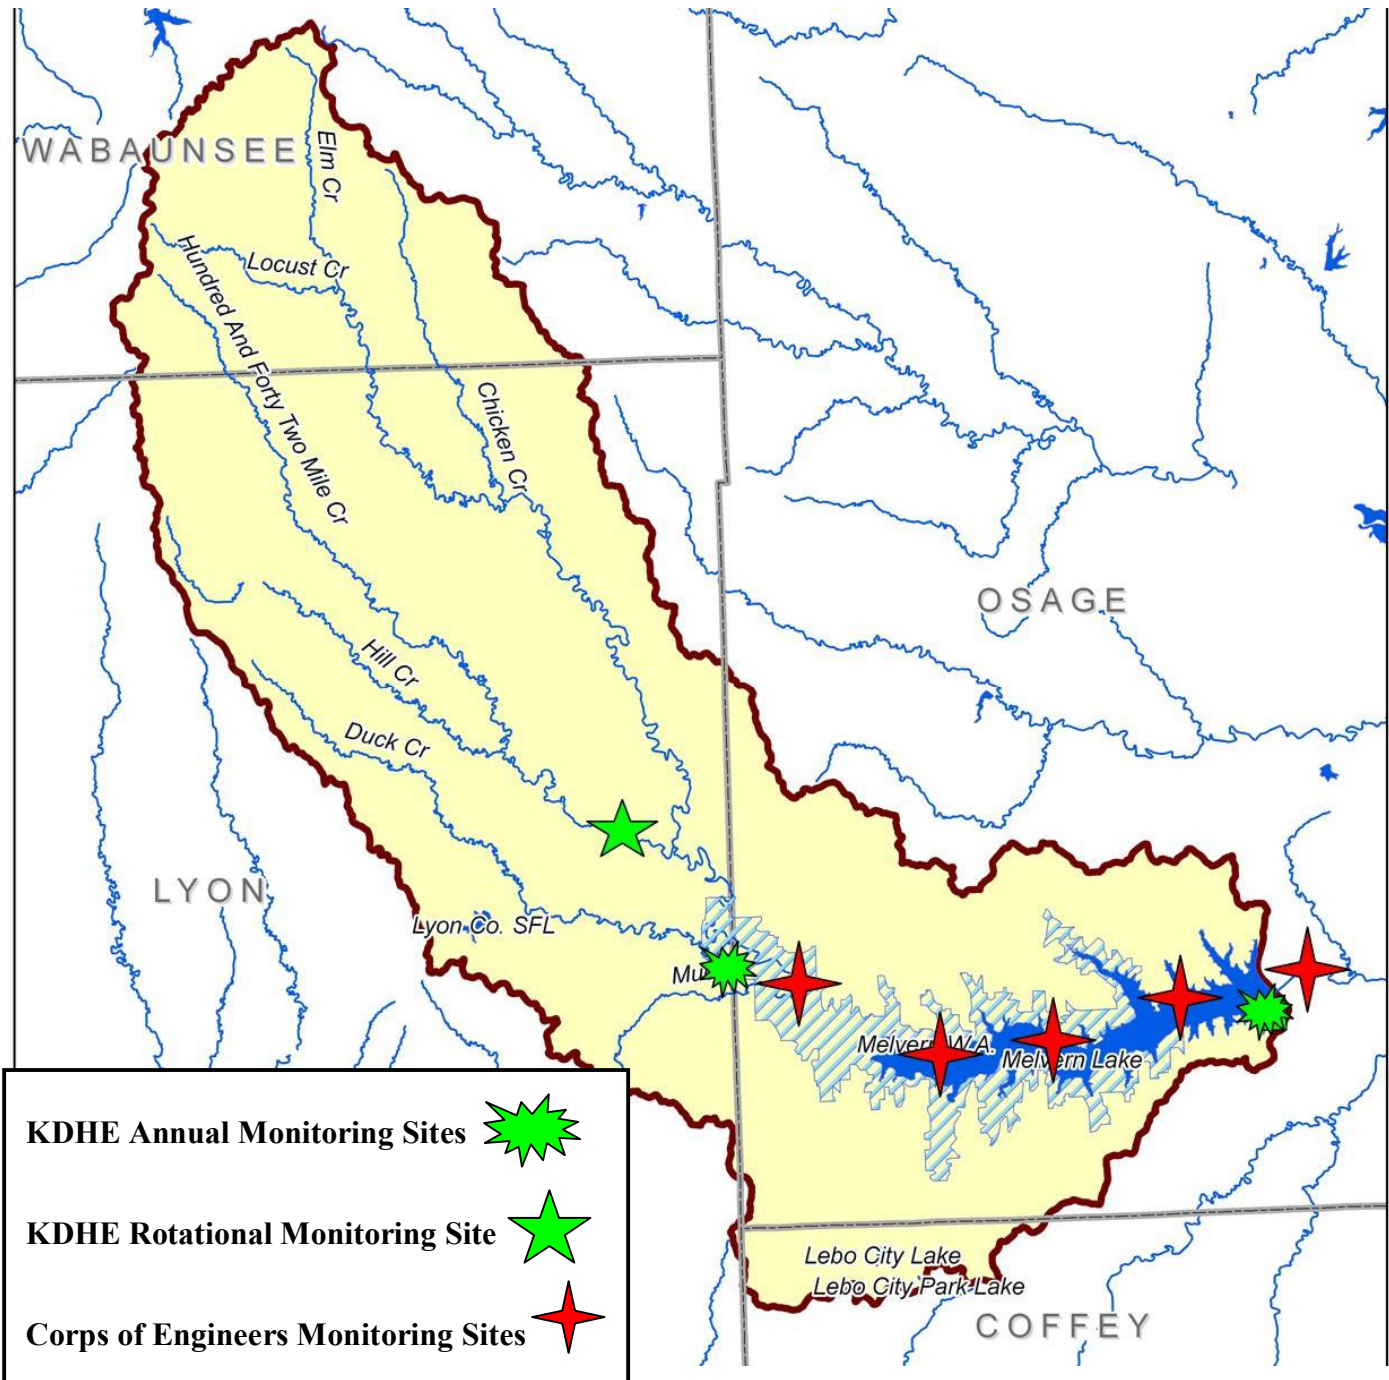 WABAUNSEE
Elm Cr
Locust Cr
Hundred And Forty Two Mile Cr
Chicken Cr
OSAGE
Hill Cr
Duck Cr
LYON
Lyon Co. SFL
Melvern W.A.
Melvern Lake
KDHE Annual Monitoring Sites
KDHE Rotational Monitoring Site
Corps of Engineers Monitoring Sites
Lebo City Lake
Lebo City Park Lake
COFFEY